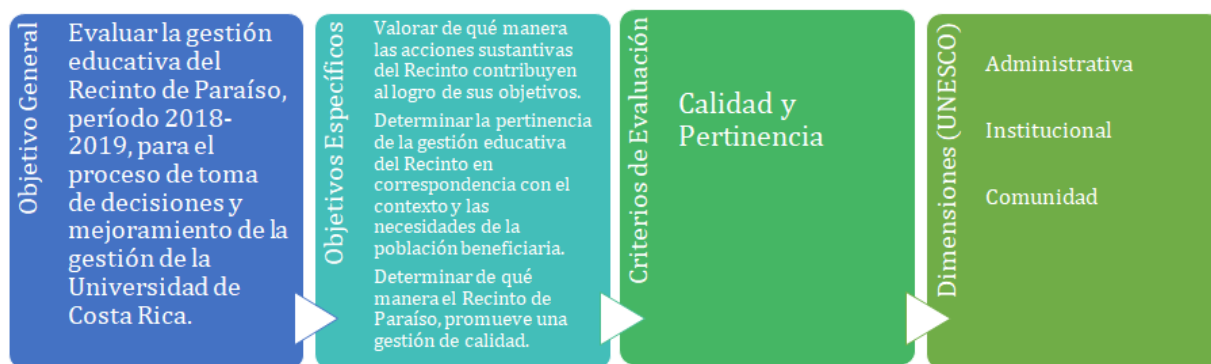 Objetivo General
Evaluar la gestión
educativa del
Recinto de Paraíso,
período 2018-
2019, para el
proceso de toma
de decisiones y
mejoramiento de la
gestión de la
Universidad de
Costa Rica.
Objetivos Específicos
Valorar de qué manera
las acciones sustantivas
del Recinto contribuyen
al logro de sus objetivos.
Determinar la pertinencia
de la gestión educativa
del Recinto en
correspondencia con el
contexto y las
necesidades de la
población beneficiaria.
Determinar de qué
manera el Recinto de
Paraíso, promueve una
gestión de calidad.
Criterios de Evaluación
Calidad y
Pertinencia
Dimensiones (UNESCO)
Administrativa
Institucional
Comunidad